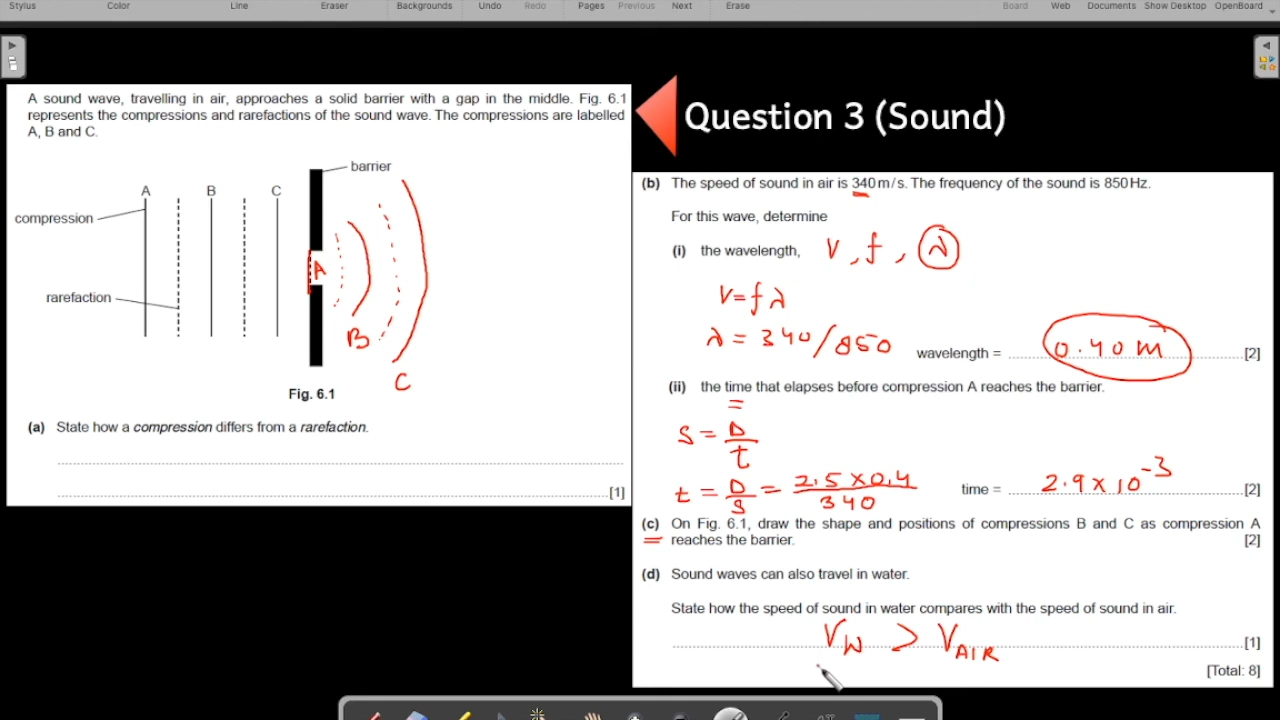 Stylus Color Line Eraser Backgrounds Undo Redo Pages Previous Next Erase Board Web Documents Show Desktop OpenBoard
Question 3 (Sound)
A sound wave, travelling in air, approaches a solid barrier with a gap in the middle. Fig. 6.1
represents the compressions and rarefactions of the sound wave. The compressions are labelled
A, B and C.
barrier
A B C
compression
A
rarefaction
B
C
Fig. 6.1
(a) State how a compression differs from a rarefaction.
[1]
(b) The speed of sound in air is 340 m/s. The frequency of the sound is 850 Hz.
For this wave, determine
(i) the wavelength, V, f, λ
V = f λ
λ = 340/850
wavelength = 0.40 m [2]
(ii) the time that elapses before compression A reaches the barrier.
S = D/t
t = D/S = 2.5 × 0.4/340
time = 2.9 × 10⁻³ [2]
(c) On Fig. 6.1, draw the shape and positions of compressions B and C as compression A
reaches the barrier. [2]
(d) Sound waves can also travel in water.
State how the speed of sound in water compares with the speed of sound in air.
V_W > V_AIR [1]
[Total: 8]